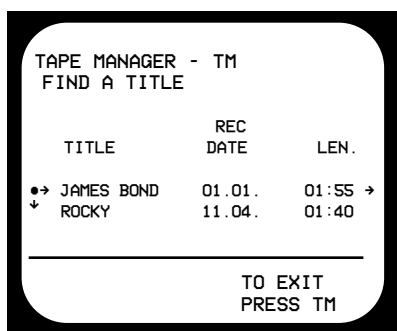 TAPE MANAGER - TM
FIND A TITLE
REC
TITLE DATE LEN.
●→ JAMES BOND 01.01. 01:55 →
↓ ROCKY 11.04. 01:40
TO EXIT
PRESS TM